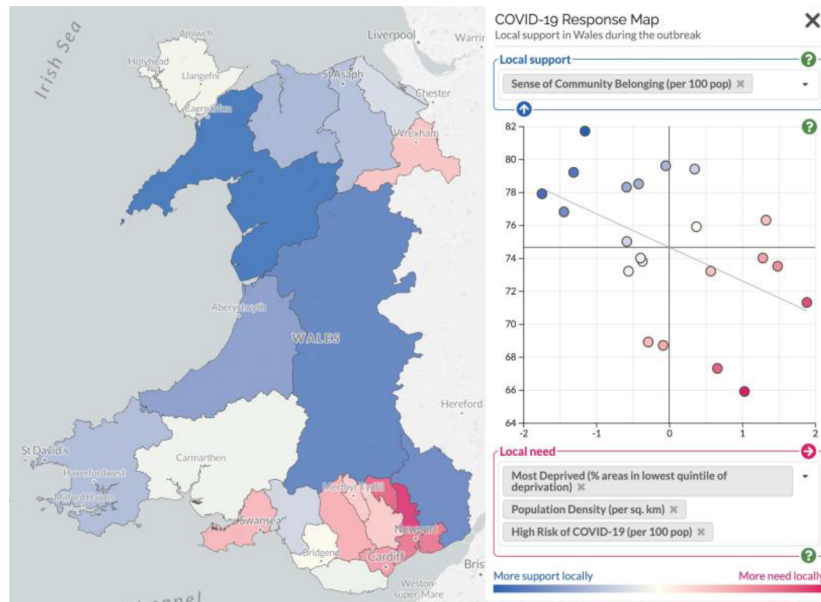 COVID-19 Response Map
Local support in Wales during the outbreak
Local support
Sense of Community Belonging (per 100 pop)
82
80
78
76
74
72
70
68
66
64
-2
-1
0
1
2
Local need
Most Deprived (% areas in lowest quintile of
deprivation)
Population Density (per sq. km)
High Risk of COVID-19 (per 100 pop)
More support locally
More need locally
Irish Sea
Amlwch
Holyhead
Llangefni
Caernarfon
Liverpool
Warrin
St Asaph
Chester
Wrexham
Aberystwyth
WALES
Hereford
St David's
Haverfordwest
Milford Haven
Carmarthen
Swansea
Merthyr Tydfil
Bridgend
Newport
Cardiff
Weston-
super-Mare
Bris